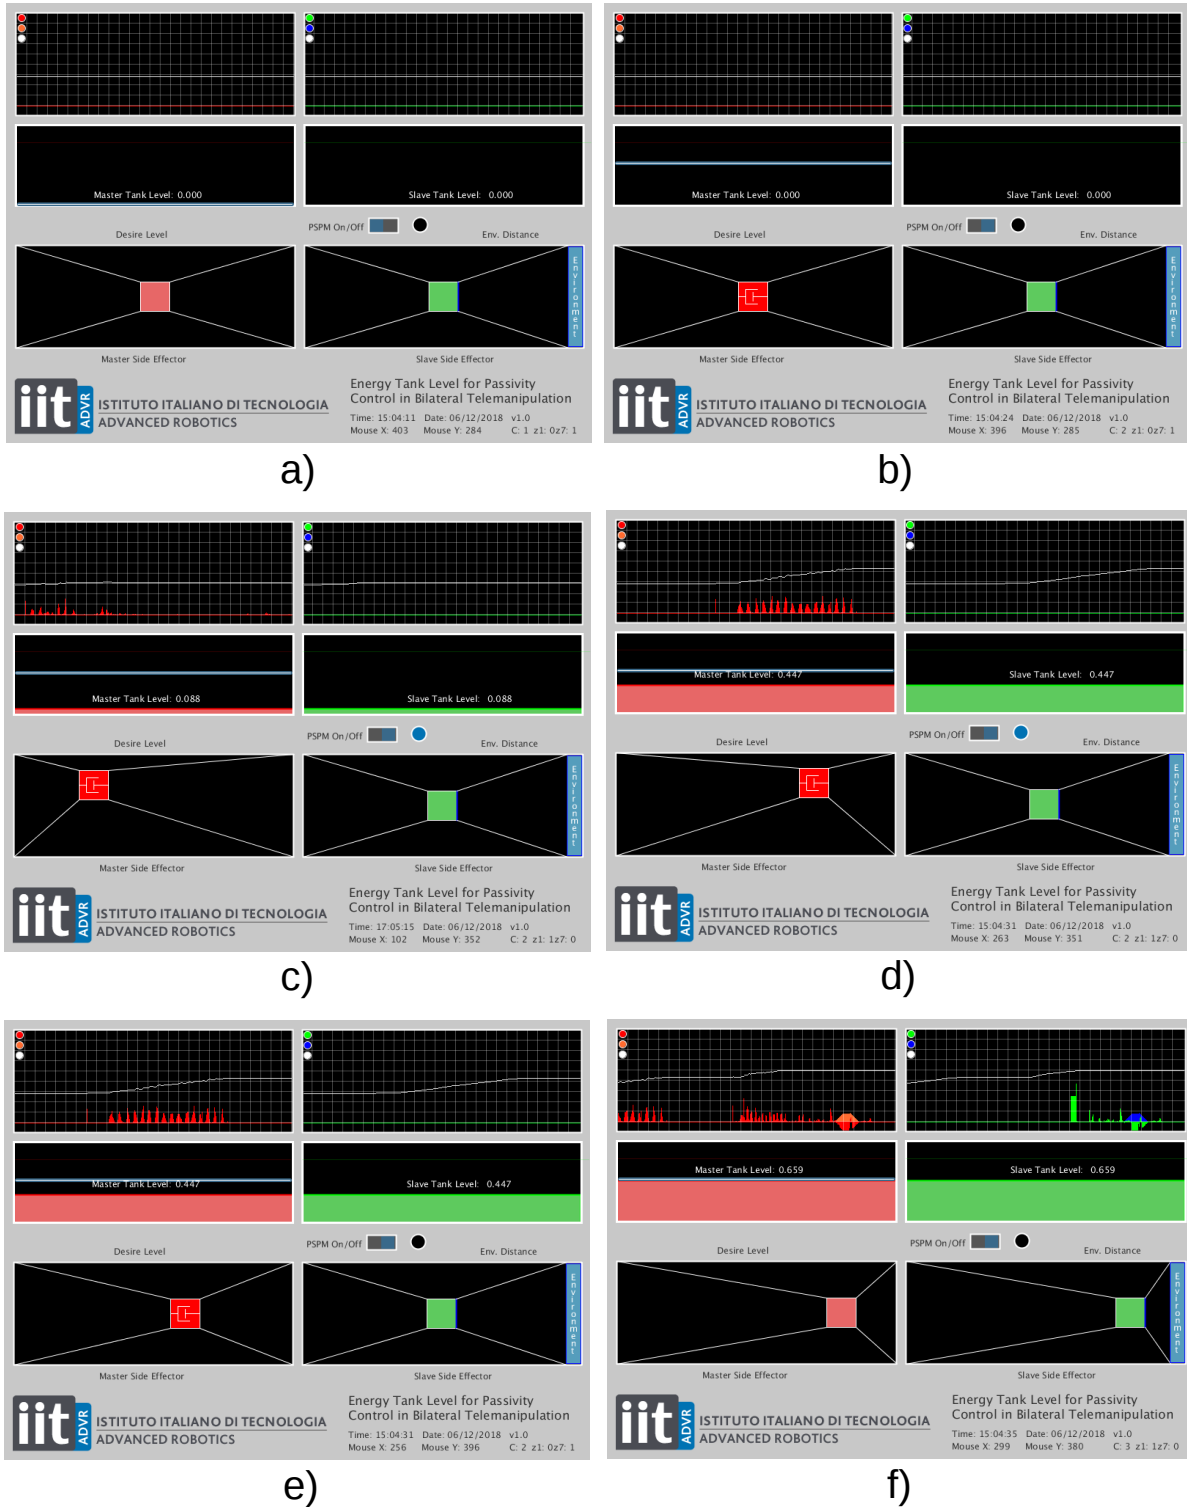 Master Tank Level: 0.000
Slave Tank Level: 0.000
PSPM On/Off
Desire Level
Env. Distance
Environment
Master Side Effector
Slave Side Effector
iit ADVR
ISTITUTO ITALIANO DI TECNOLOGIA
ADVANCED ROBOTICS
Energy Tank Level for Passivity
Control in Bilateral Telemanipulation
Time: 15:04:11 Date: 06/12/2018 v1.0
Mouse X: 403 Mouse Y: 284 C: 1 z1: 0z7: 1
a)
Master Tank Level: 0.000
Slave Tank Level: 0.000
PSPM On/Off
Desire Level
Env. Distance
Environment
Master Side Effector
Slave Side Effector
iit ADVR
ISTITUTO ITALIANO DI TECNOLOGIA
ADVANCED ROBOTICS
Energy Tank Level for Passivity
Control in Bilateral Telemanipulation
Time: 15:04:24 Date: 06/12/2018 v1.0
Mouse X: 396 Mouse Y: 285 C: 2 z1: 0z7: 1
b)
Master Tank Level: 0.088
Slave Tank Level: 0.088
PSPM On/Off
Desire Level
Env. Distance
Environment
Master Side Effector
Slave Side Effector
iit ADVR
ISTITUTO ITALIANO DI TECNOLOGIA
ADVANCED ROBOTICS
Energy Tank Level for Passivity
Control in Bilateral Telemanipulation
Time: 17:05:15 Date: 06/12/2018 v1.0
Mouse X: 102 Mouse Y: 352 C: 2 z1: 1z7: 0
c)
Master Tank Level: 0.447
Slave Tank Level: 0.447
PSPM On/Off
Desire Level
Env. Distance
Environment
Master Side Effector
Slave Side Effector
iit ADVR
ISTITUTO ITALIANO DI TECNOLOGIA
ADVANCED ROBOTICS
Energy Tank Level for Passivity
Control in Bilateral Telemanipulation
Time: 15:04:31 Date: 06/12/2018 v1.0
Mouse X: 263 Mouse Y: 351 C: 2 z1: 1z7: 0
d)
Master Tank Level: 0.447
Slave Tank Level: 0.447
PSPM On/Off
Desire Level
Env. Distance
Environment
Master Side Effector
Slave Side Effector
iit ADVR
ISTITUTO ITALIANO DI TECNOLOGIA
ADVANCED ROBOTICS
Energy Tank Level for Passivity
Control in Bilateral Telemanipulation
Time: 15:04:31 Date: 06/12/2018 v1.0
Mouse X: 256 Mouse Y: 396 C: 2 z1: 0z7: 1
e)
Master Tank Level: 0.659
Slave Tank Level: 0.659
PSPM On/Off
Desire Level
Env. Distance
Environment
Master Side Effector
Slave Side Effector
iit ADVR
ISTITUTO ITALIANO DI TECNOLOGIA
ADVANCED ROBOTICS
Energy Tank Level for Passivity
Control in Bilateral Telemanipulation
Time: 15:04:35 Date: 06/12/2018 v1.0
Mouse X: 299 Mouse Y: 380 C: 3 z1: 1z7: 0
f)